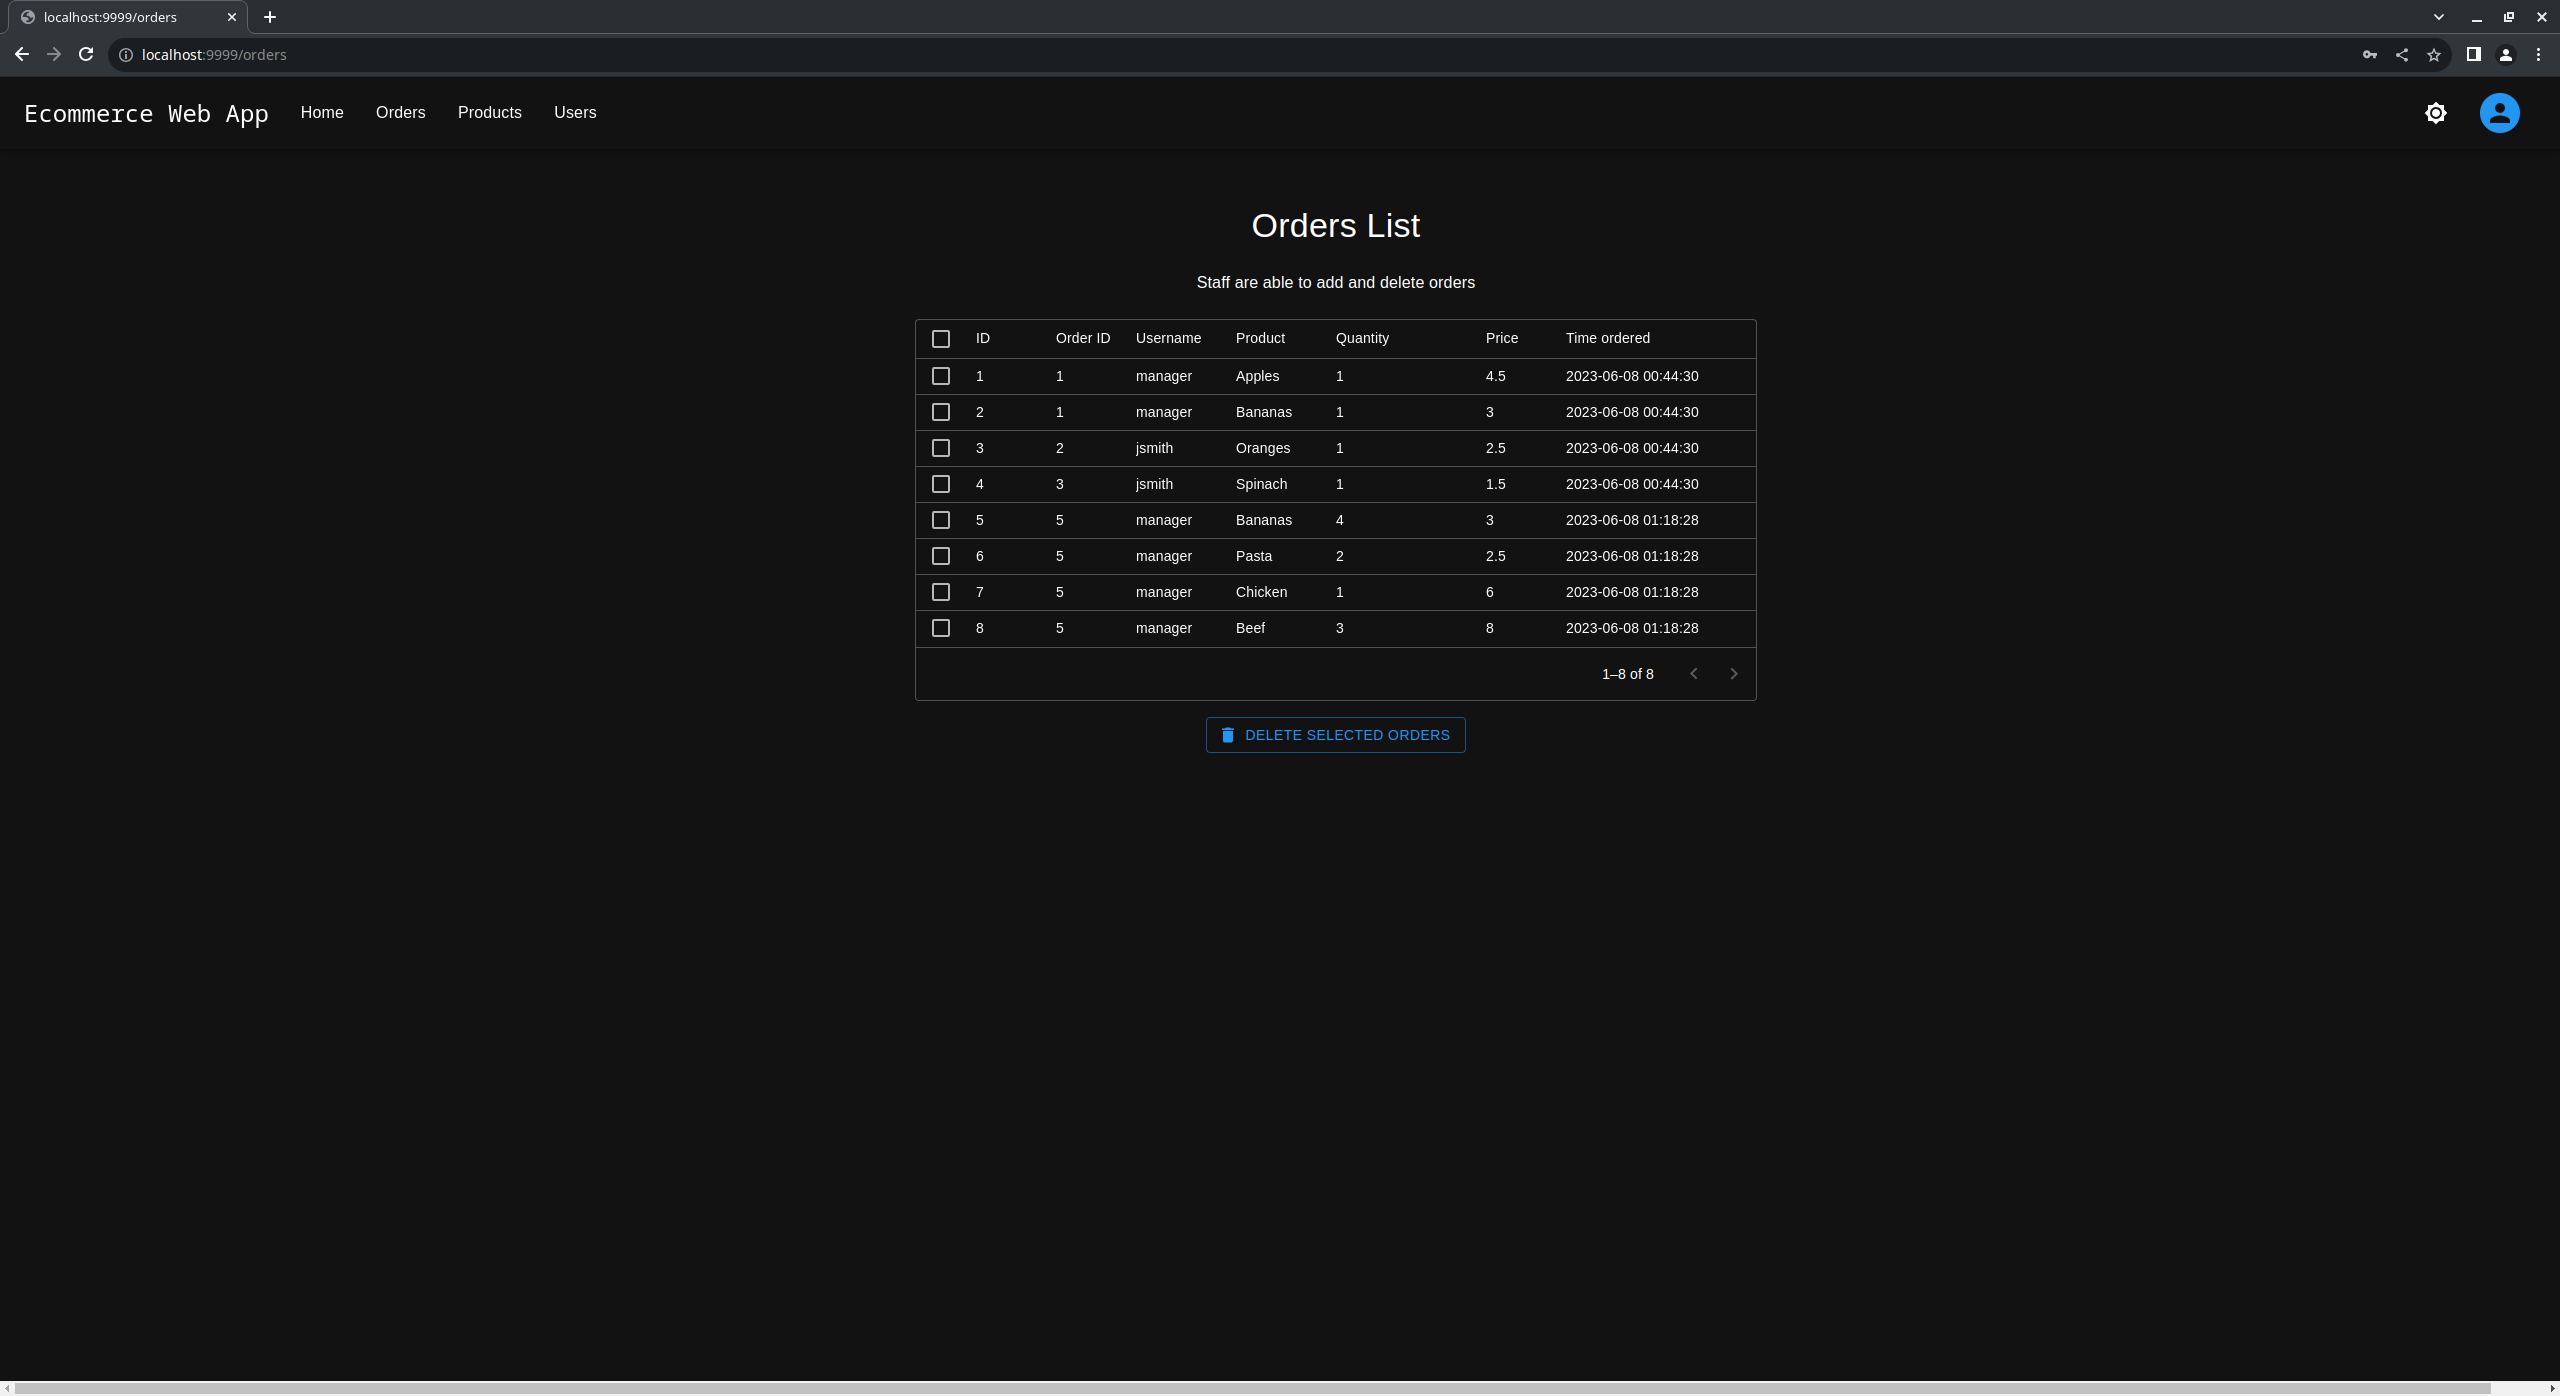 localhost:9999/orders
localhost:9999/orders
Ecommerce Web App Home Orders Products Users
Orders List
Staff are able to add and delete orders
ID Order ID Username Product Quantity Price Time ordered
1 1 manager Apples 1 4.5 2023-06-08 00:44:30
2 1 manager Bananas 1 3 2023-06-08 00:44:30
3 2 jsmith Oranges 1 2.5 2023-06-08 00:44:30
4 3 jsmith Spinach 1 1.5 2023-06-08 00:44:30
5 5 manager Bananas 4 3 2023-06-08 01:18:28
6 5 manager Pasta 2 2.5 2023-06-08 01:18:28
7 5 manager Chicken 1 6 2023-06-08 01:18:28
8 5 manager Beef 3 8 2023-06-08 01:18:28
1–8 of 8
DELETE SELECTED ORDERS